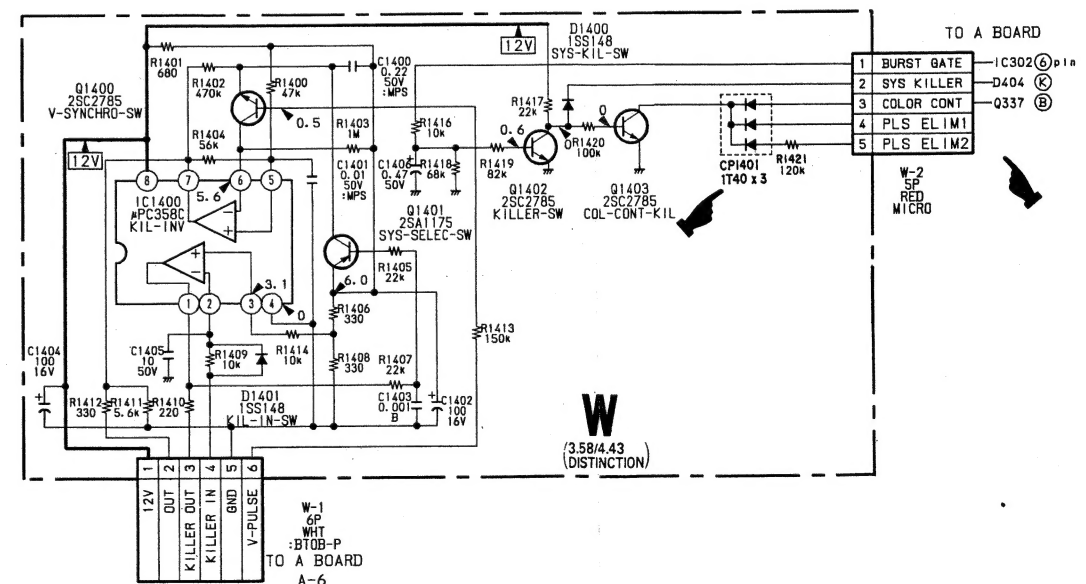 D1400
1SS148
SYS-KIL-SW
12V
TO A BOARD
R1401
680
R1402
470k
R1400
47k
C1400
0.22
50V
:MPS
1 BURST GATE IC302 6 pin
2 SYS KILLER D404 K
3 COLOR CONT Q337 B
4 PLS ELIM1
5 PLS ELIM2
Q1400
2SC2785
V-SYNCHRO-SW
0.5
R1404
56k
R1403
1M
R1416
10k
R1417
22k
0.6
0
0
R1420
100k
12V
C1401
0.01
50V
:MPS
C1406
0.47
50V
R1418
68k
R1419
82k
CP1401
1T40 x 3
R1421
120k
W-2
5P
RED
MICRO
8 7 6 5
5.6
IC1400
μPC358C
KIL-INV
Q1401
2SA1175
SYS-SELEC-SW
Q1402
2SC2785
KILLER-SW
Q1403
2SC2785
COL-CONT-KIL
R1405
22k
3.1
6.0
1 2 3 4
0
R1406
330
R1413
150k
C1404
100
16V
C1405
10
50V
R1409
10k
R1414
10k
R1408
330
R1407
22k
D1401
1SS148
KIL-IN-SW
C1403
0.001
B
C1402
100
16V
R1412
330
R1411
5.6k
R1410
220
W
(3.58/4.43
DISTINCTION)
1 2 3 4 5 6
12V
OUT
KILLER OUT
KILLER IN
GND
V-PULSE
W-1
6P
WHT
:BTOB-P
TO A BOARD
A-6